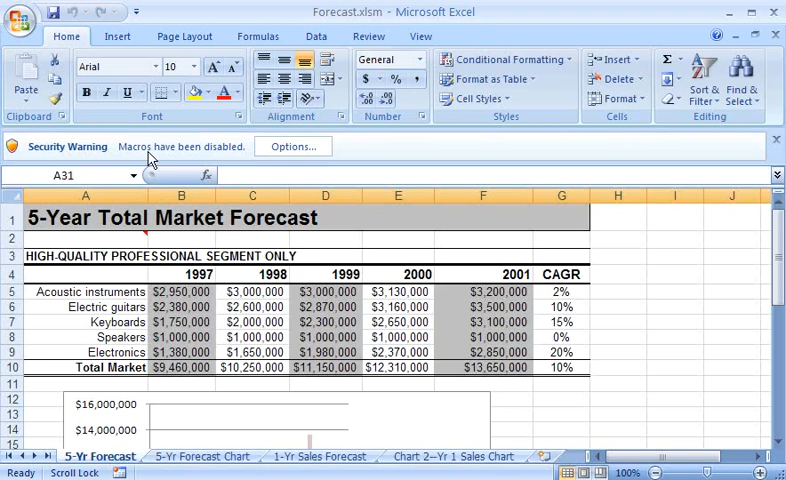 Forecast.xlsm - Microsoft Excel
Home Insert Page Layout Formulas Data Review View
Paste
Clipboard
Arial 10
B I U
Font
Alignment
General
$ % ,
Number
Conditional Formatting
Format as Table
Cell Styles
Styles
Insert
Delete
Format
Cells
Σ
Sort & Filter
Find & Select
Editing
Security Warning Macros have been disabled. Options...
A31 fx
A B C D E F G H I J
1 5-Year Total Market Forecast
2
3 HIGH-QUALITY PROFESSIONAL SEGMENT ONLY
4 1997 1998 1999 2000 2001 CAGR
5 Acoustic instruments $2,950,000 $3,000,000 $3,000,000 $3,130,000 $3,200,000 2%
6 Electric guitars $2,380,000 $2,600,000 $2,870,000 $3,160,000 $3,500,000 10%
7 Keyboards $1,750,000 $2,000,000 $2,300,000 $2,650,000 $3,100,000 15%
8 Speakers $1,000,000 $1,000,000 $1,000,000 $1,000,000 $1,000,000 0%
9 Electronics $1,380,000 $1,650,000 $1,980,000 $2,370,000 $2,850,000 20%
10 Total Market $9,460,000 $10,250,000 $11,150,000 $12,310,000 $13,650,000 10%
11
12 $16,000,000
13
14 $14,000,000
15
5-Yr Forecast 5-Yr Forecast Chart 1-Yr Sales Forecast Chart 2--Yr 1 Sales Chart
Ready Scroll Lock 100%